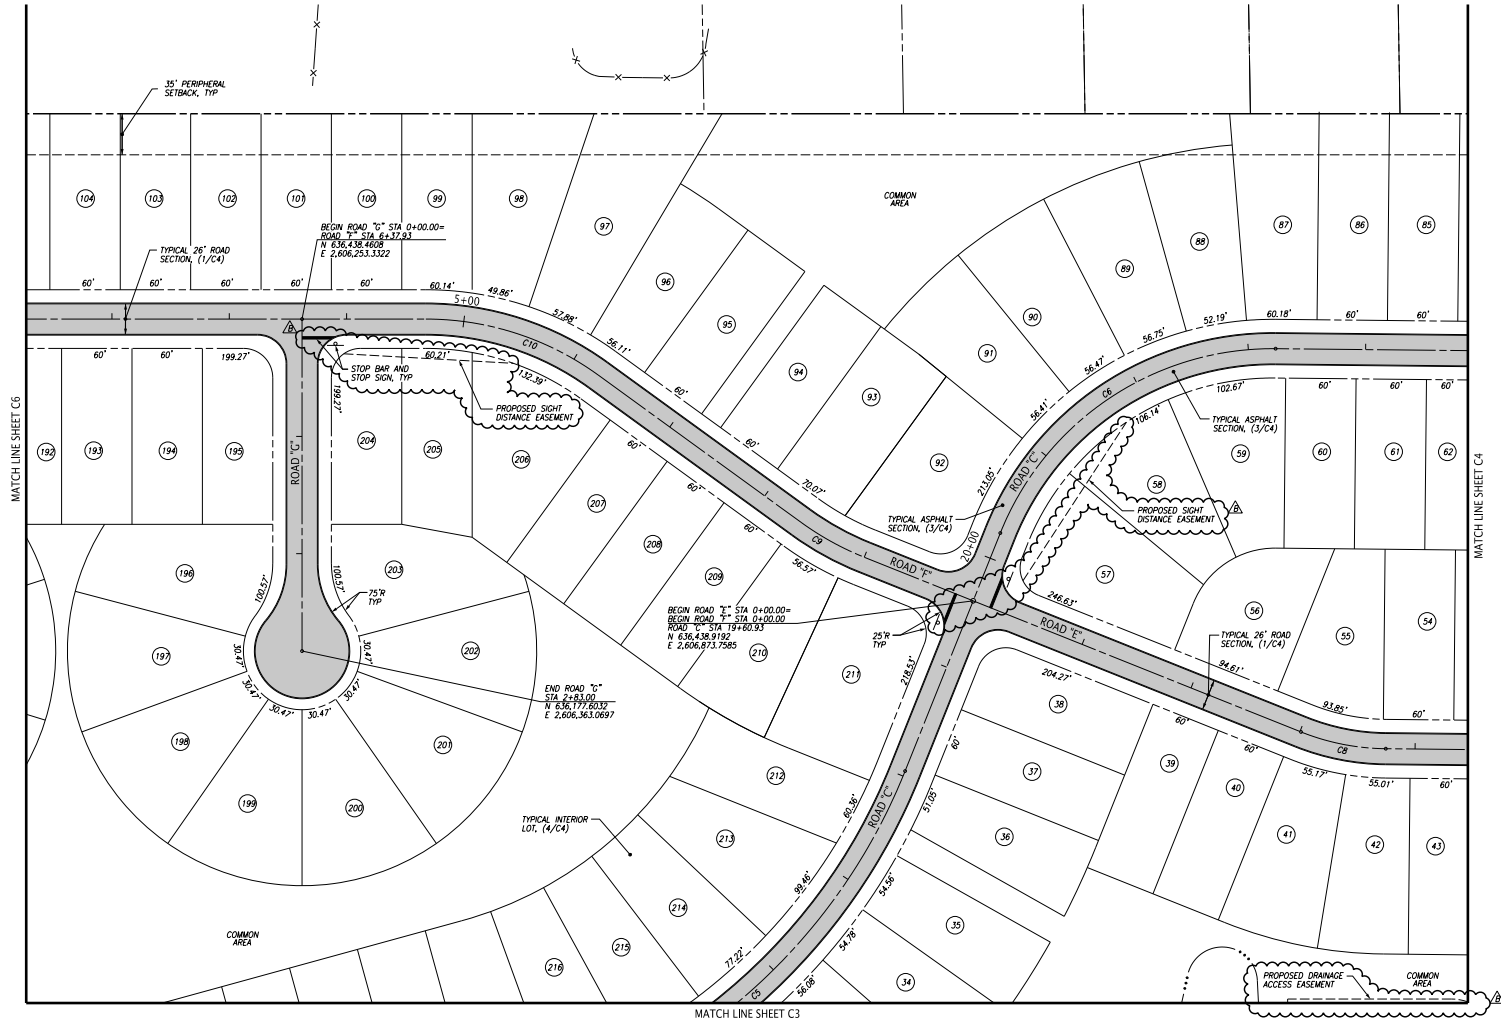 35' PERIPHERAL
SETBACK, TYP
104
103
102
101
100
99
98
97
96
95
94
93
92
91
90
89
88
87
86
85
COMMON
AREA
BEGIN ROAD "G" STA 0+00.00=
ROAD "F" STA 6+37.93
N 636,438.4608
E 2,606,253.3322
TYPICAL 26' ROAD
SECTION, (1/C4)
60'
60'
60'
60'
60'
60.14'
49.86'
57.88'
56.11'
60'
60'
70.07'
5+00
C10
B
60'
60'
199.27'
199.27'
60.21'
132.39'
STOP BAR AND
STOP SIGN, TYP
PROPOSED SIGHT
DISTANCE EASEMENT
MATCH LINE SHEET C6
192
193
194
195
ROAD "G"
204
205
206
207
208
209
210
211
60'
60'
60'
56.57'
C9
ROAD "F"
56.41'
56.47'
56.75'
52.19'
60.18'
60'
60'
C6
102.67'
106.14'
60'
60'
60'
213.05'
ROAD "C"
20+00
TYPICAL ASPHALT
SECTION, (3/C4)
TYPICAL ASPHALT
SECTION, (3/C4)
58
59
60
61
62
PROPOSED SIGHT
DISTANCE EASEMENT
B
MATCH LINE SHEET C4
57
56
55
54
246.63'
ROAD "E"
TYPICAL 26' ROAD
SECTION, (1/C4)
94.61'
93.85'
60'
BEGIN ROAD "E" STA 0+00.00=
BEGIN ROAD "F" STA 0+00.00
ROAD "C" STA 19+60.93
N 636,438.9192
E 2,606,873.7585
25'R
TYP
196
197
198
199
200
201
202
203
100.57'
100.57'
75'R
TYP
30.47'
30.47'
30.47'
30.47'
30.47'
30.47'
END ROAD "G"
STA 2+83.00
N 636,177.6032
E 2,606,363.0697
218.53'
204.27'
60'
60'
60'
55.17'
55.01'
60'
C8
38
37
36
35
34
39
40
41
42
43
212
213
214
215
216
60.36'
ROAD "C"
51.05'
99.46'
54.56'
54.78'
77.22'
56.08'
C5
TYPICAL INTERIOR
LOT, (4/C4)
COMMON
AREA
PROPOSED DRAINAGE
ACCESS EASEMENT
COMMON
AREA
B
MATCH LINE SHEET C3